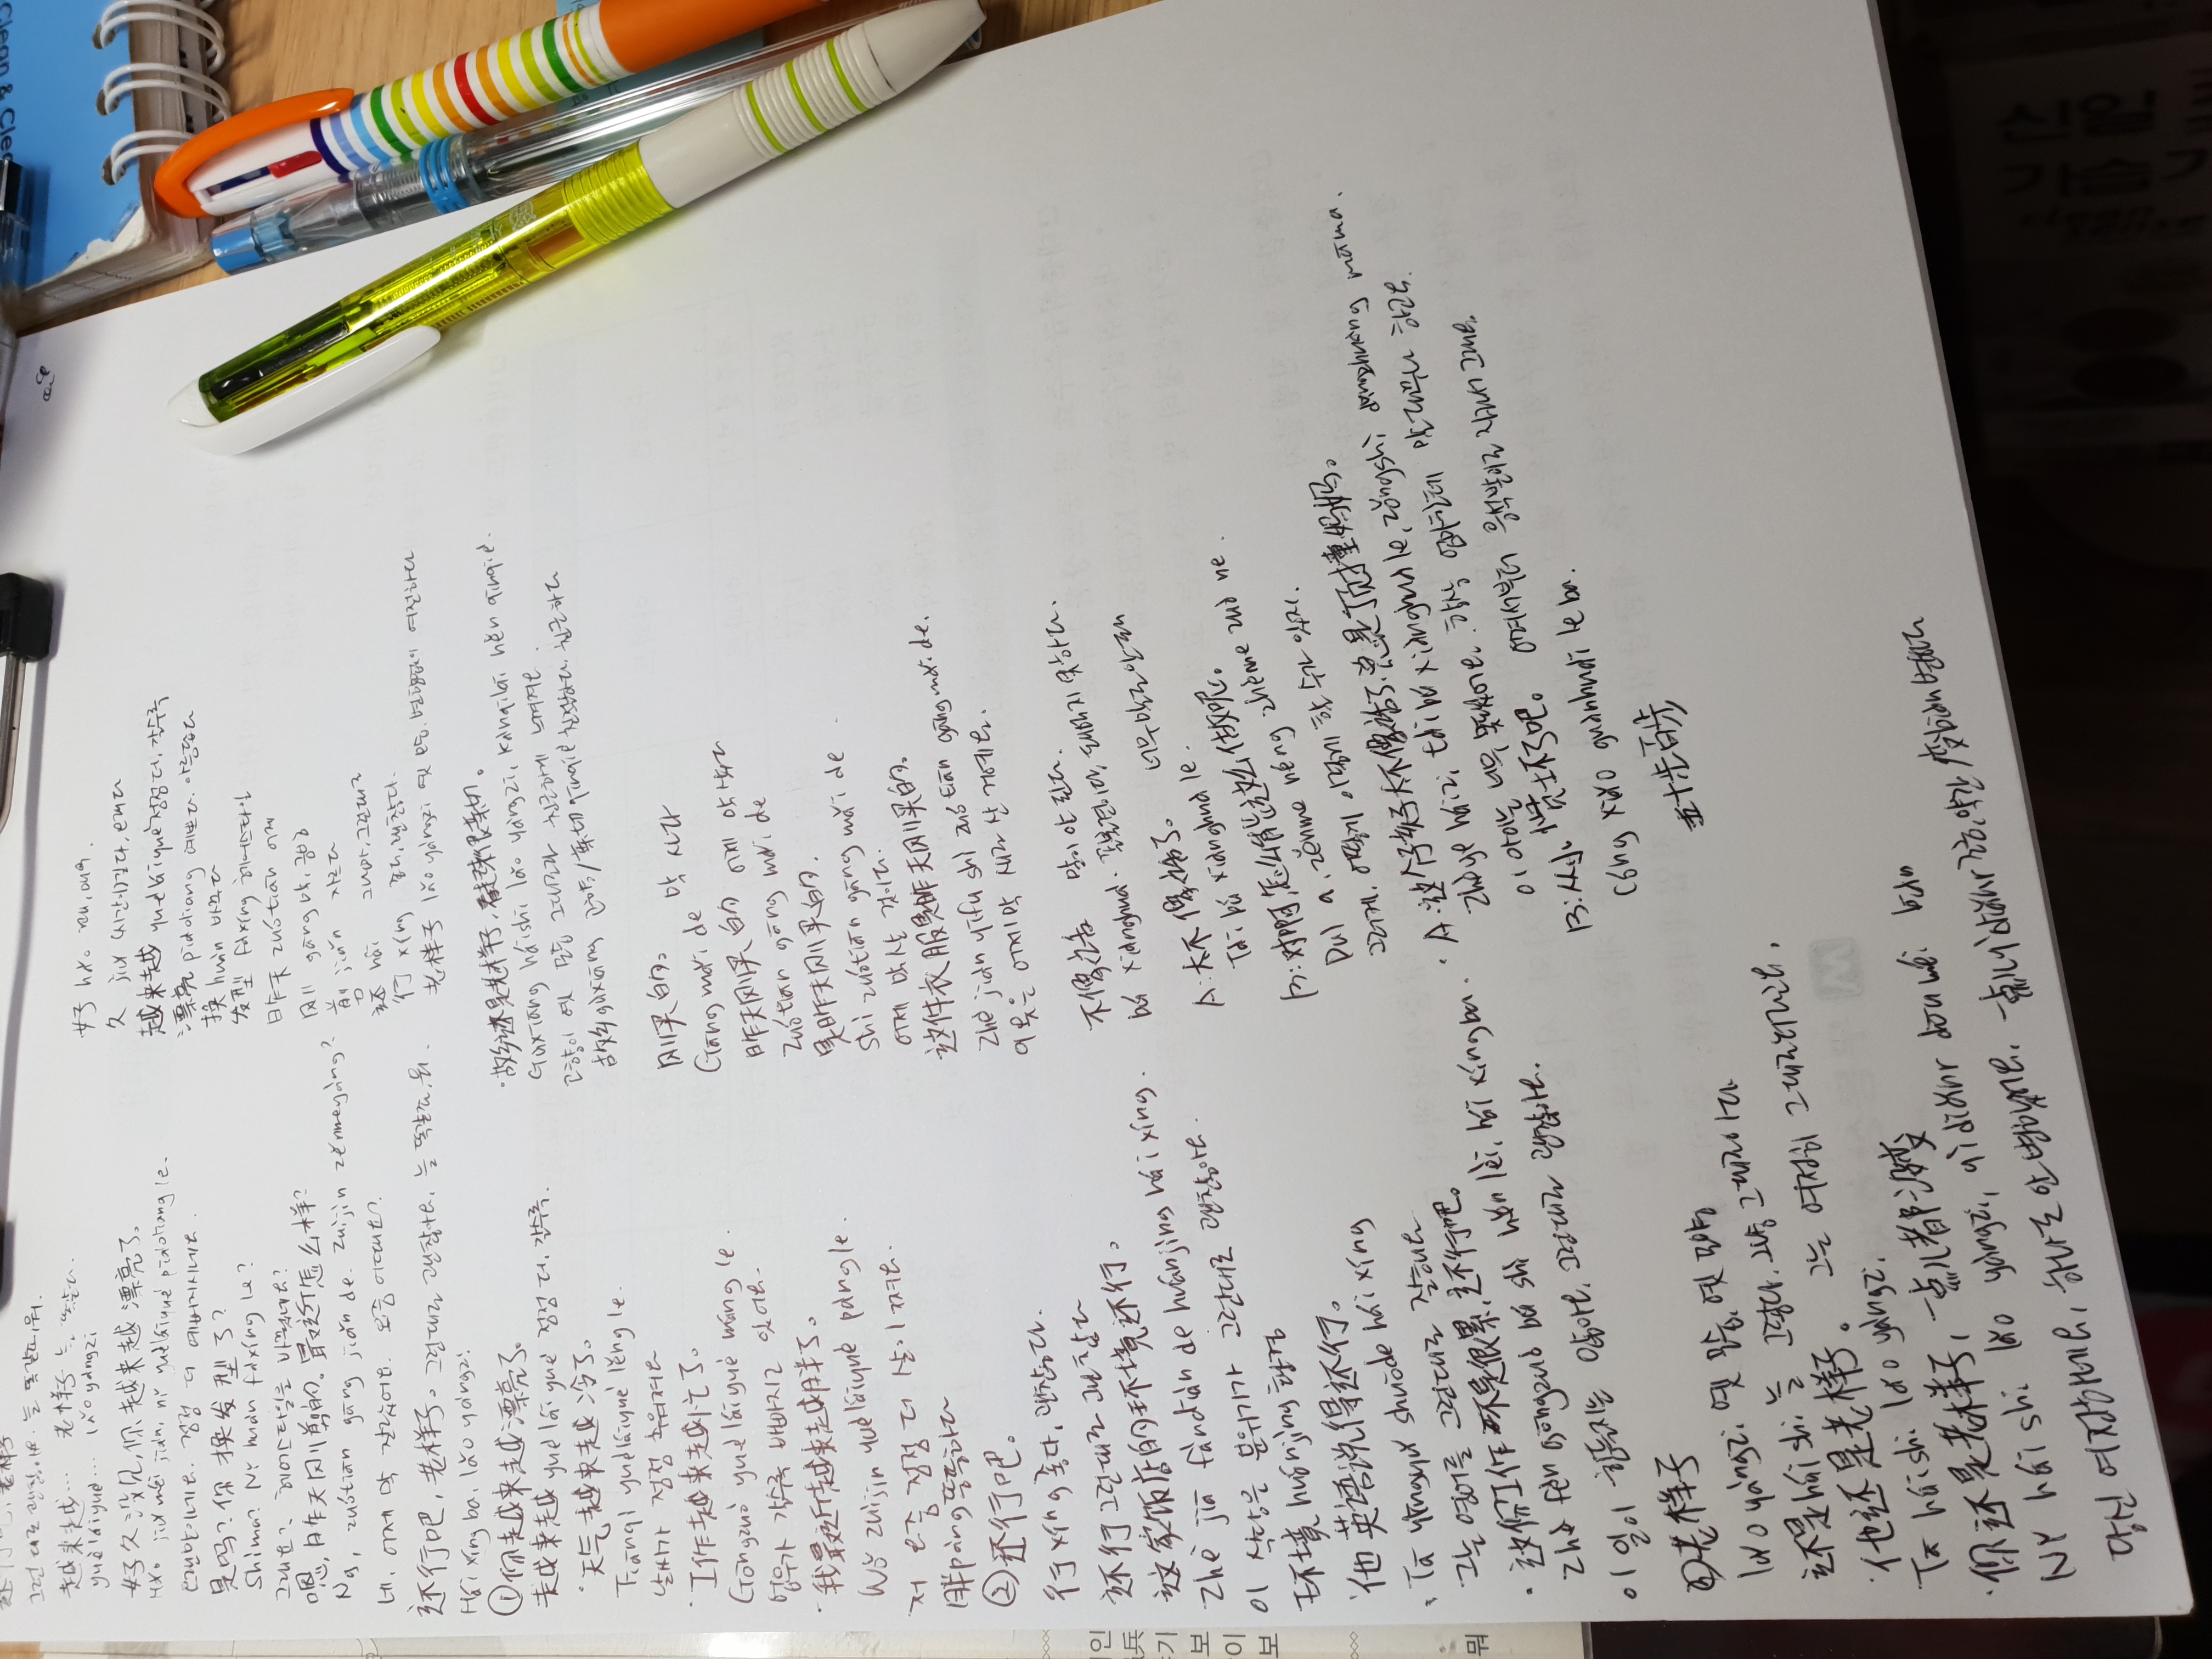 还行吧, 老样子
그런대로 괜찮아요. 늘 똑같죠, 뭐.
越来越… 老样子 늘 똑같다.
yuèláiyuè… lǎo yàngzi
好久没见, 你越来越漂亮了。
Hǎo jiǔ méi jiàn, nǐ yuèláiyuè piàoliang le.
오랜만이네요. 점점 더 예뻐지시네요.
是吗? 你换发型了?
Shìma? Nǐ huàn fàxíng le?
그래요? 헤어스타일을 바꿨네요?
嗯, 昨天刚剪的。最近怎么样?
Ng, zuótiān gāng jiǎn de. Zuìjìn zěnmeyàng?
네, 어제 막 잘랐어요. 요즘 어때요?
还行吧, 老样子。그런대로 괜찮아요, 늘 똑같죠, 뭐.
Hái xíng ba, lǎo yàngzi
① 你越来越漂亮了。
越来越 yuèláiyuè 점점 더, 갈수록
· 天气越来越冷了。
Tiānqì yuèláiyuè lěng le.
날씨가 점점 추워져요
· 工作越来越忙了。
Gōngzuò yuèláiyuè máng le.
업무가 갈수록 바빠지고 있어요.
· 我最近越来越胖了。
Wǒ zuìjìn yuèláiyuè pàng le.
저 요즘 점점 더 살이 쪄요.
胖 pàng 뚱뚱하다
② 还行吧。
行 xíng 좋다, 괜찮다.
还行 그런대로 괜찮다
这家饭店的环境还行。
Zhè jiā fàndiàn de huánjìng hái xíng.
이 식당은 분위기가 그런대로 괜찮아요.
环境 huánjìng 환경
· 他英语说得还行。
Tā yīngyǔ shuōde hái xíng
그는 영어를 그런대로 잘해요
· 这份工作不是很累, 还行吧。
Zhè fèn gōngzuò bú shì hěn lèi, hái xíng ba.
이 일이 힘들지는 않아요, 그런대로 괜찮아요.
③ 老样子
lǎo yàngzi 옛 모습, 옛 모양
还是 háishi 늘 그렇다, 그냥 그대로이다
· 他还是老样子。그는 여전히 그대로더라고요.
Tā háishi lǎo yàngzi.
· 你还是老样子, 一点儿都没变
Nǐ háishi lǎo yàngzi, yìdiǎnr dōu méi biàn
당신 여전하네요, 하나도 안 변했어요. 一点儿 yìdiǎnr 조금, 약간 / 变 biàn 변하다
好 hǎo 꽤, 아주.
久 jiǔ (시간이) 길다, 오래다
越来越 yuèláiyuè 점점 더, 갈수록
漂亮 piàoliang 예쁘다. 아름답다
换 huàn 바꾸다
发型 fàxíng 헤어스타일
昨天 zuótiān 어제
刚 gāng 막, 금방
剪 jiǎn 자르다
还 hái 그나마, 그런대로
行 xíng 좋다, 괜찮다.
老样子 lǎo yàngzi 옛 모습, 변함없이 여전하다
· 故乡还是老样子, 看起来很亲切。
Gùxiāng háishi lǎo yàngzi, kànqilai hěn qīnqiè.
고향이 옛 모습 그대로라 친근하게 느껴져요.
故乡 gùxiāng 고향 / 亲切 qīnqiè 친절하다, 친근하다
刚买的。
Gāng mǎi de 막 사다
昨天刚买的 어제 막 샀다
zuótiān gāng mǎi de
是昨天刚买的.
shì zuótiān gāng mǎi de
어제 막 산 것이다.
这件衣服是昨天刚买的。
Zhè jiàn yīfu shì zuótiān gāng mǎi de.
이 옷은 어제 막 새로 산 거예요.
不像话 말이 안 된다.
bú xiànghuà. 꼴불견이다, 돼먹지 못하다.
A: 太不像话了。 너무 말도 안 돼
Tài bú xiànghuà le.
B: 对啊, 怎么能这么做呢。
Duì a, zěnme néng zhème zuò ne.
그러게, 어떻게 이렇게 할 수가 있지.
· A: 这个孩子太不像话了, 总是顶撞妈妈。
Zhège háizi, tài bú xiànghuà le, zǒngshì dǐngzhuàng māma.
이 아이는 너무 못됐어요. 항상 엄마한테 말대꾸나 하고요.
B: 从小惯坏了吧。 어려서부터 응석받이로 자라서 그래요.
Cóng xiǎo guànhuài le ba.
五十步百步